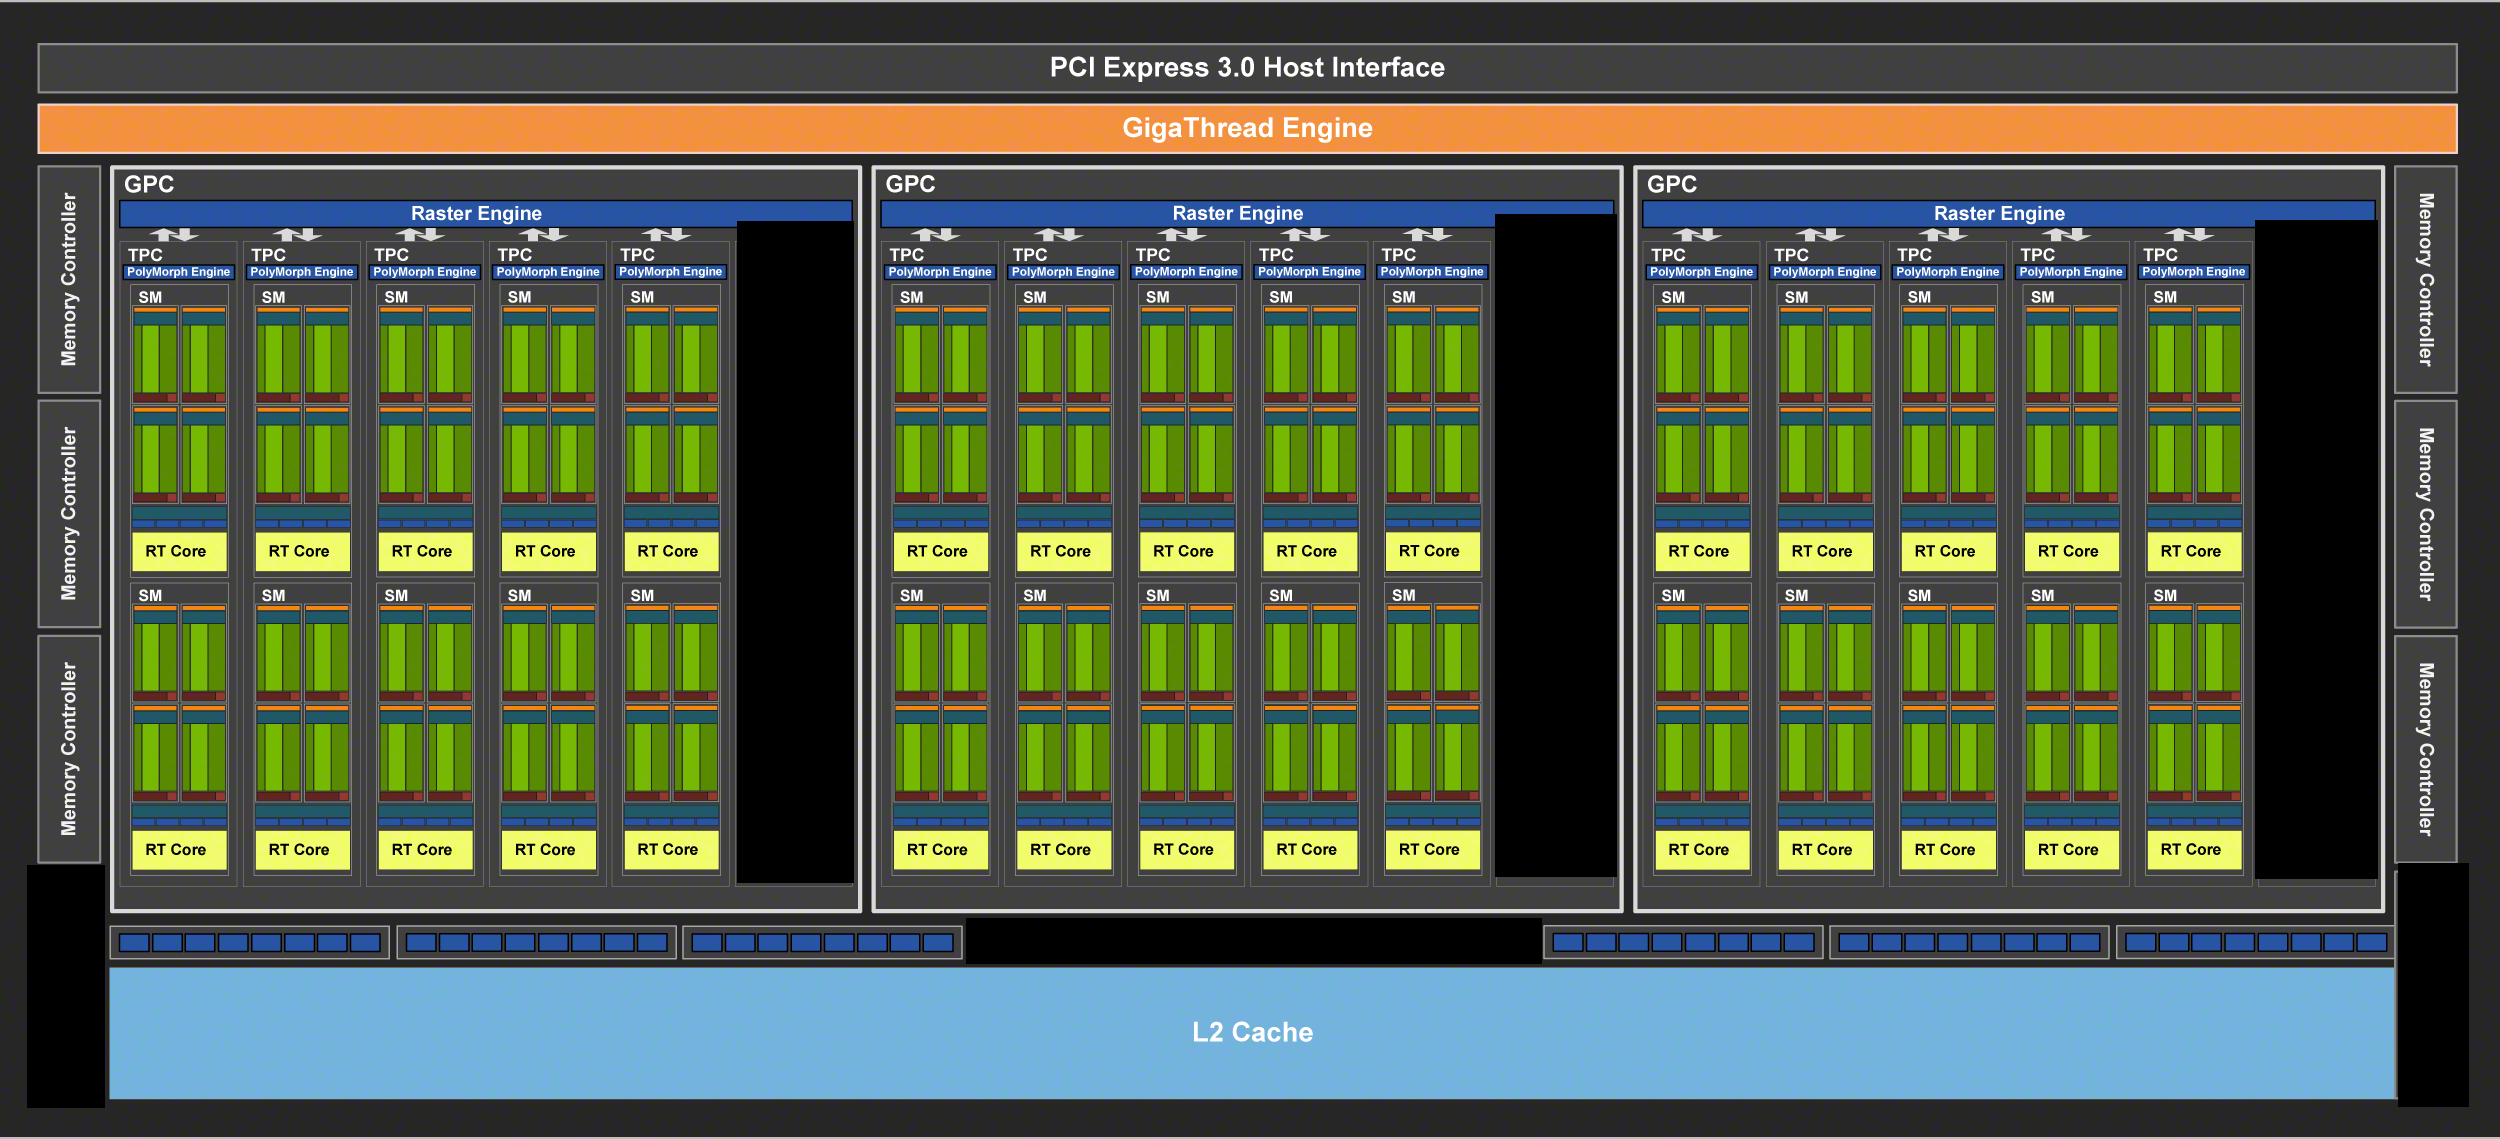 PCI Express 3.0 Host Interface
GigaThread Engine
Memory Controller
Memory Controller
Memory Controller
GPC
Raster Engine
TPC TPC TPC TPC TPC
PolyMorph Engine PolyMorph Engine PolyMorph Engine PolyMorph Engine PolyMorph Engine
SM SM SM SM SM
RT Core RT Core RT Core RT Core RT Core
SM SM SM SM SM
RT Core RT Core RT Core RT Core RT Core
GPC
Raster Engine
TPC TPC TPC TPC TPC
PolyMorph Engine PolyMorph Engine PolyMorph Engine PolyMorph Engine PolyMorph Engine
SM SM SM SM SM
RT Core RT Core RT Core RT Core RT Core
SM SM SM SM SM
RT Core RT Core RT Core RT Core RT Core
GPC
Raster Engine
TPC TPC TPC TPC TPC
PolyMorph Engine PolyMorph Engine PolyMorph Engine PolyMorph Engine PolyMorph Engine
SM SM SM SM SM
RT Core RT Core RT Core RT Core RT Core
SM SM SM SM SM
RT Core RT Core RT Core RT Core RT Core
Memory Controller
Memory Controller
Memory Controller
L2 Cache